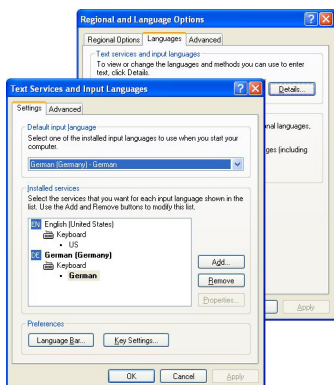 Regional and Language Options
Regional Options Languages Advanced
Text services and input languages
To view or change the languages and methods you can use to enter
text, click Details.
Details...
nal languages,
ges (including
Apply
Text Services and Input Languages
Settings Advanced
Default input language
Select one of the installed input languages to use when you start your
computer.
German (Germany) - German
Installed services
Select the services that you want for each input language shown in the
list. Use the Add and Remove buttons to modify this list.
EN English (United States)
Keyboard
US
DE German (Germany)
Keyboard
German
Add...
Remove
Properties...
Preferences
Language Bar... Key Settings...
OK Cancel Apply